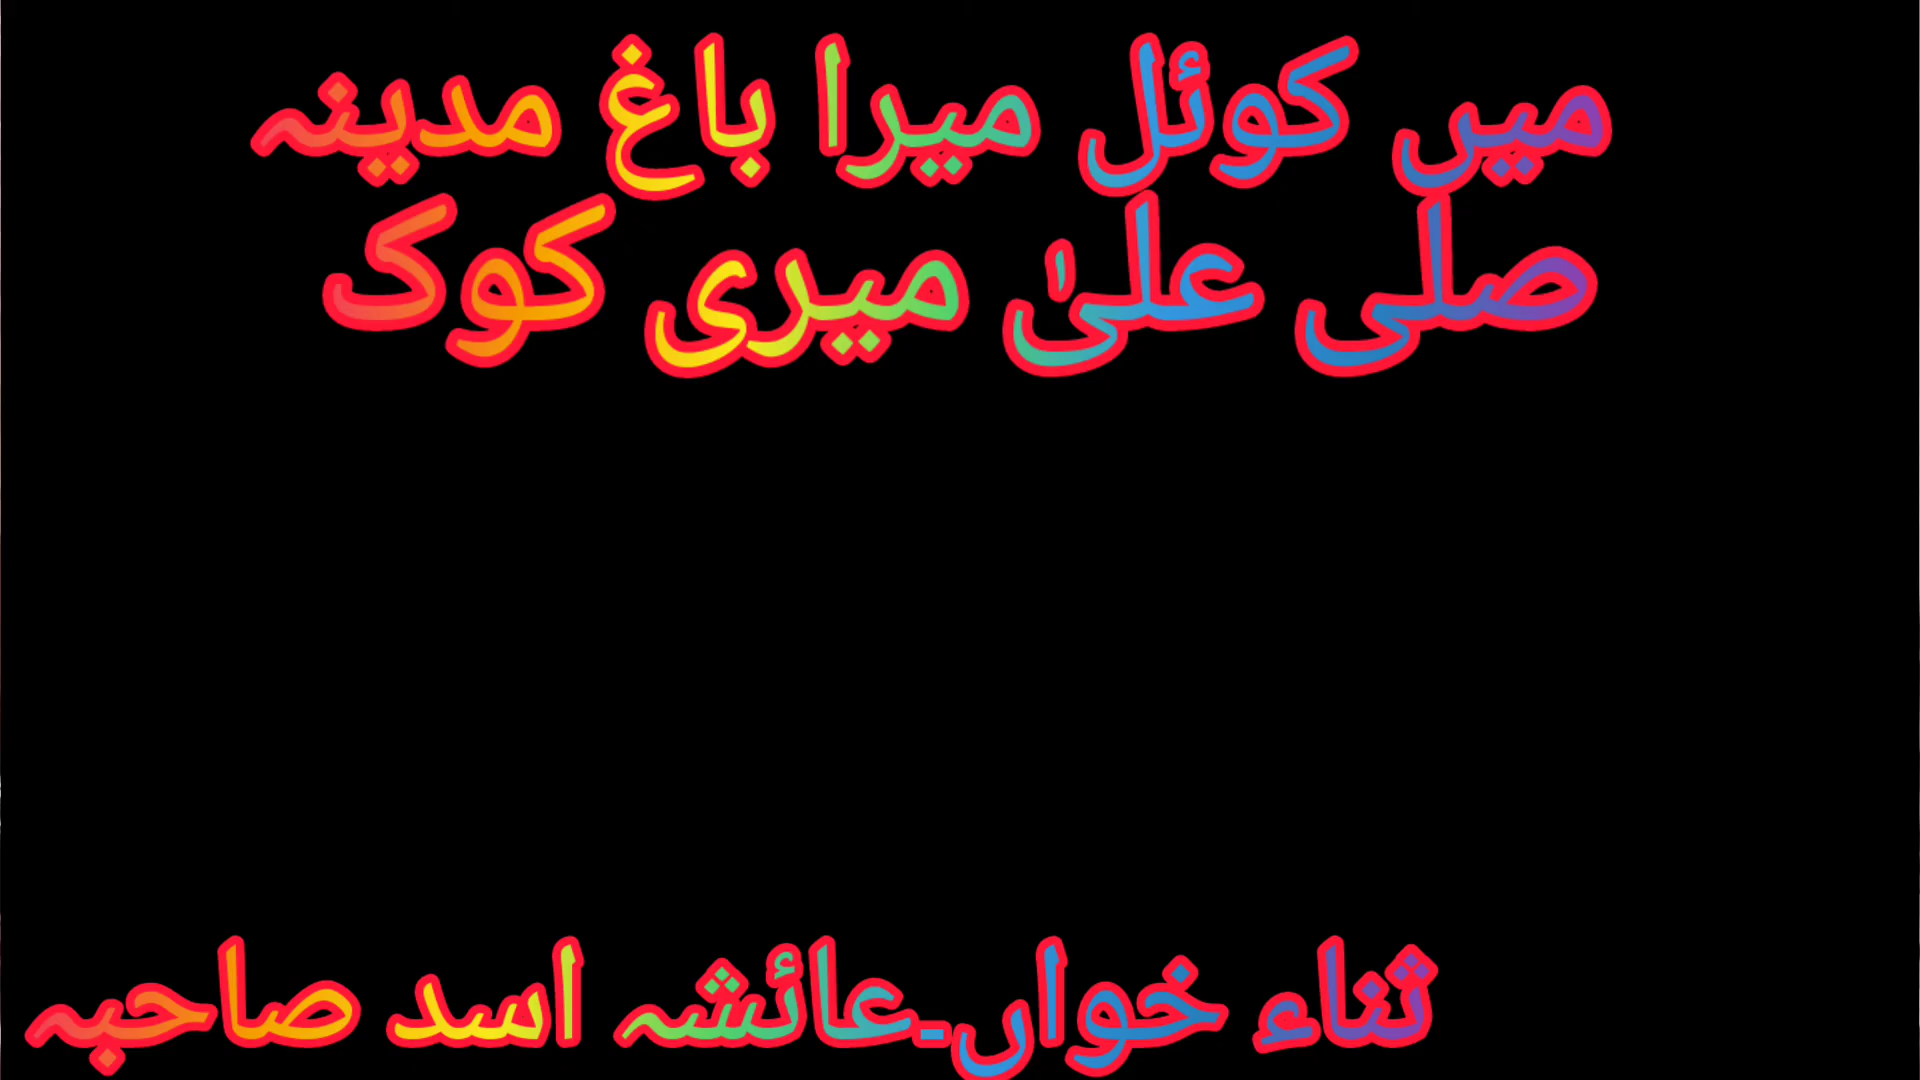 میں کوئل میرا باغ مدینہ
صلی علیٰ میری کوک
ثناء خواں۔عائشہ اسد صاحبہ